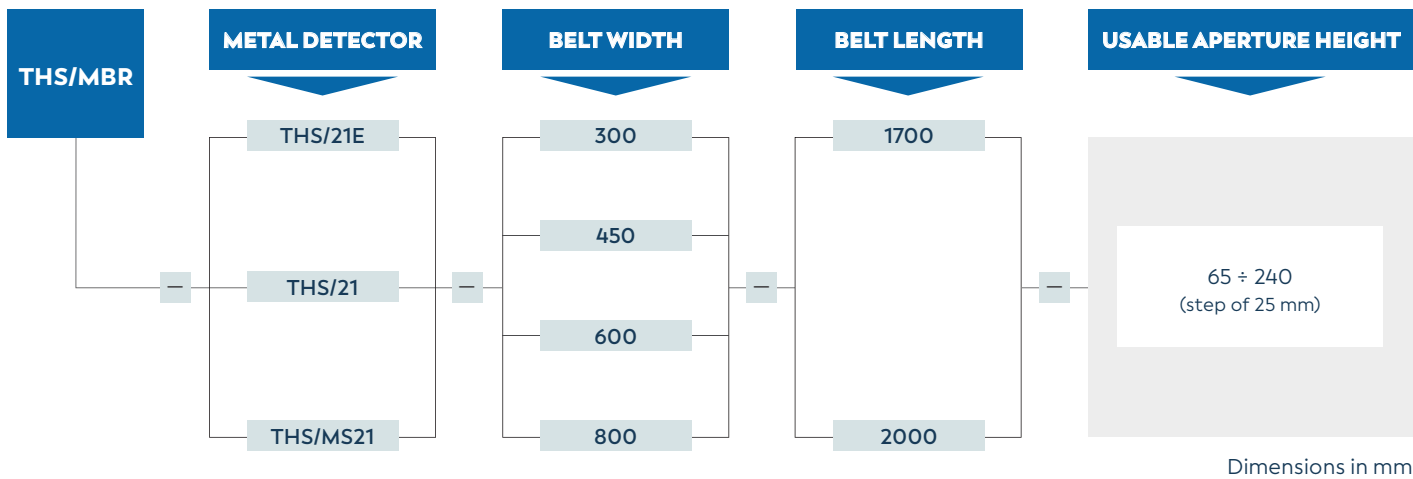 THS/MBR
METAL DETECTOR
BELT WIDTH
BELT LENGTH
USABLE APERTURE HEIGHT
THS/21E
300
1700
450
–
THS/21
–
–
–
65 ÷ 240
(step of 25 mm)
600
THS/MS21
800
2000
Dimensions in mm